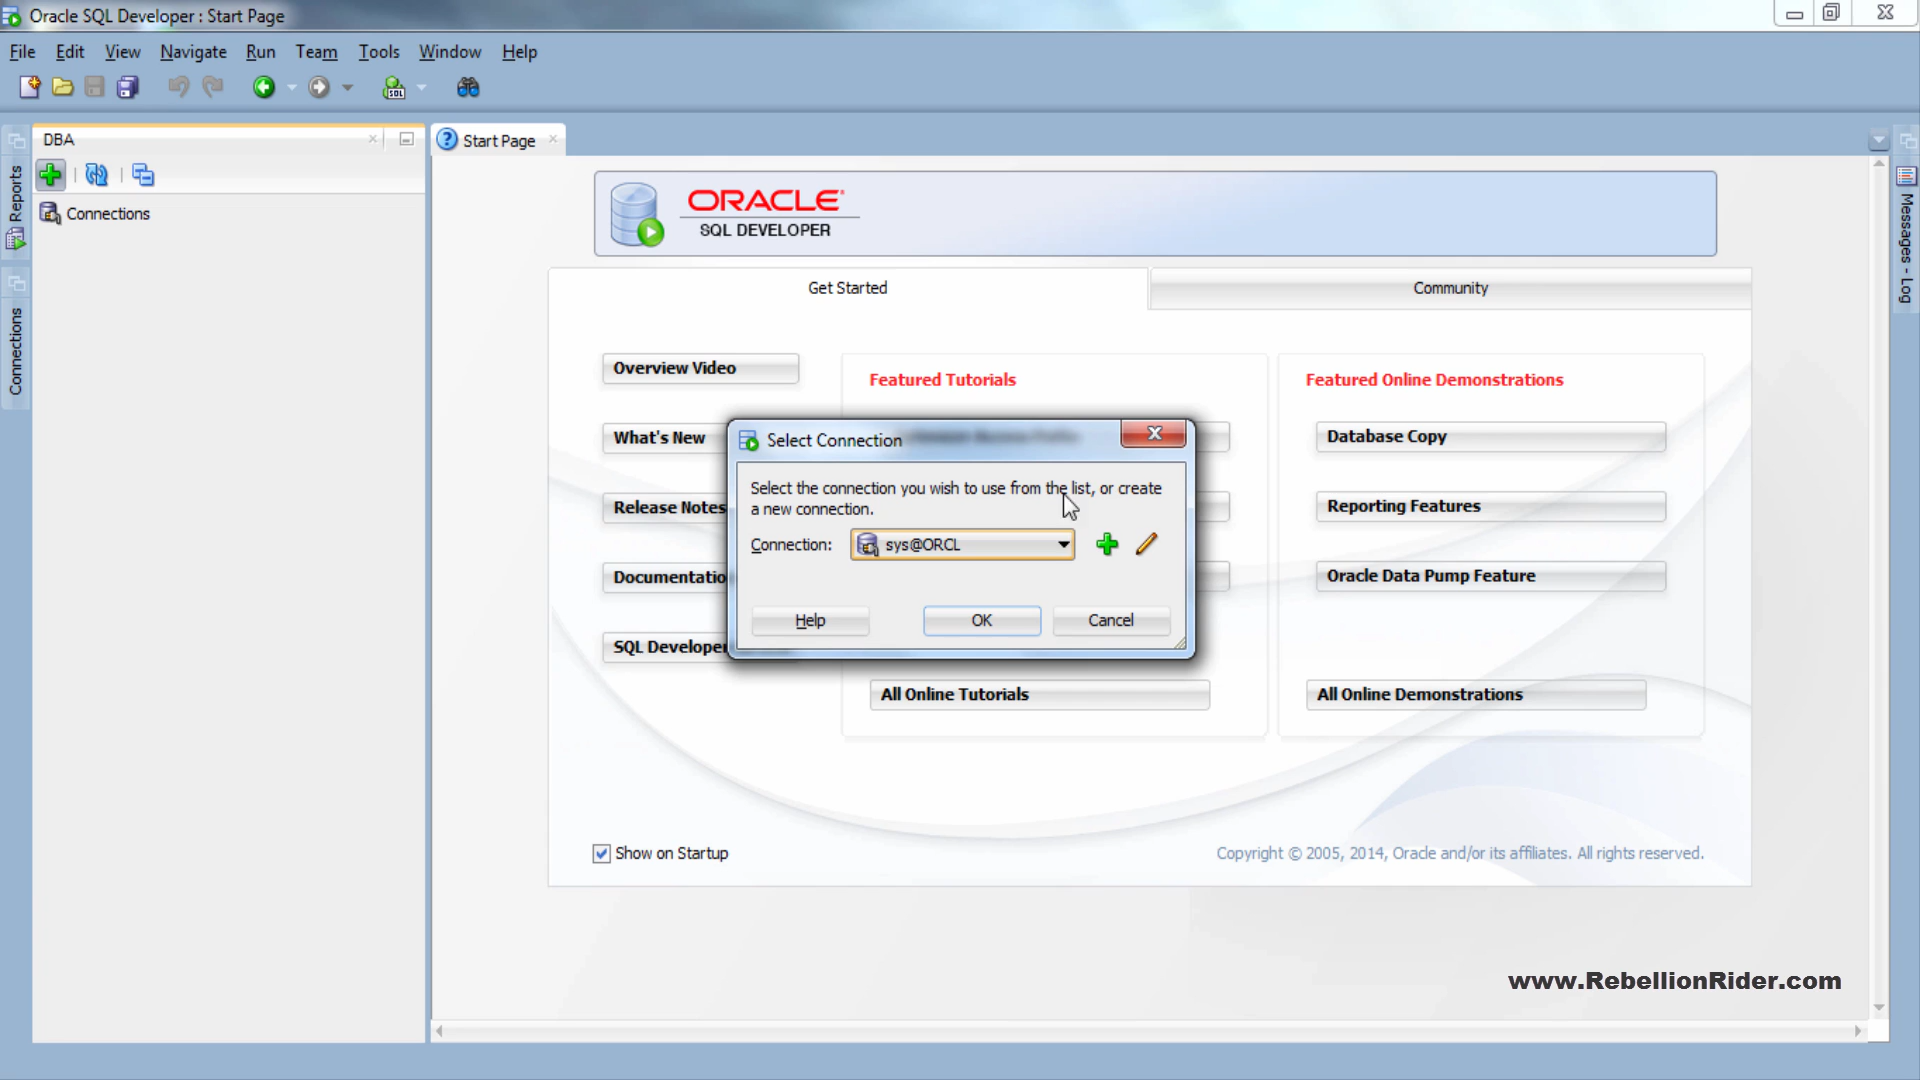 Oracle SQL Developer : Start Page
File Edit View Navigate Run Team Tools Window Help
DBA
Start Page
Reports
Connections
Connections
Messages - Log
ORACLE
SQL DEVELOPER
Get Started
Community
Overview Video
Featured Tutorials
Featured Online Demonstrations
What's New
Database Copy
Release Notes
Reporting Features
Documentatio
Oracle Data Pump Feature
SQL Developer
All Online Tutorials
All Online Demonstrations
Select Connection
Select the connection you wish to use from the list, or create
a new connection.
Connection: sys@ORCL
Help OK Cancel
Show on Startup
Copyright © 2005, 2014, Oracle and/or its affiliates. All rights reserved.
www.RebellionRider.com